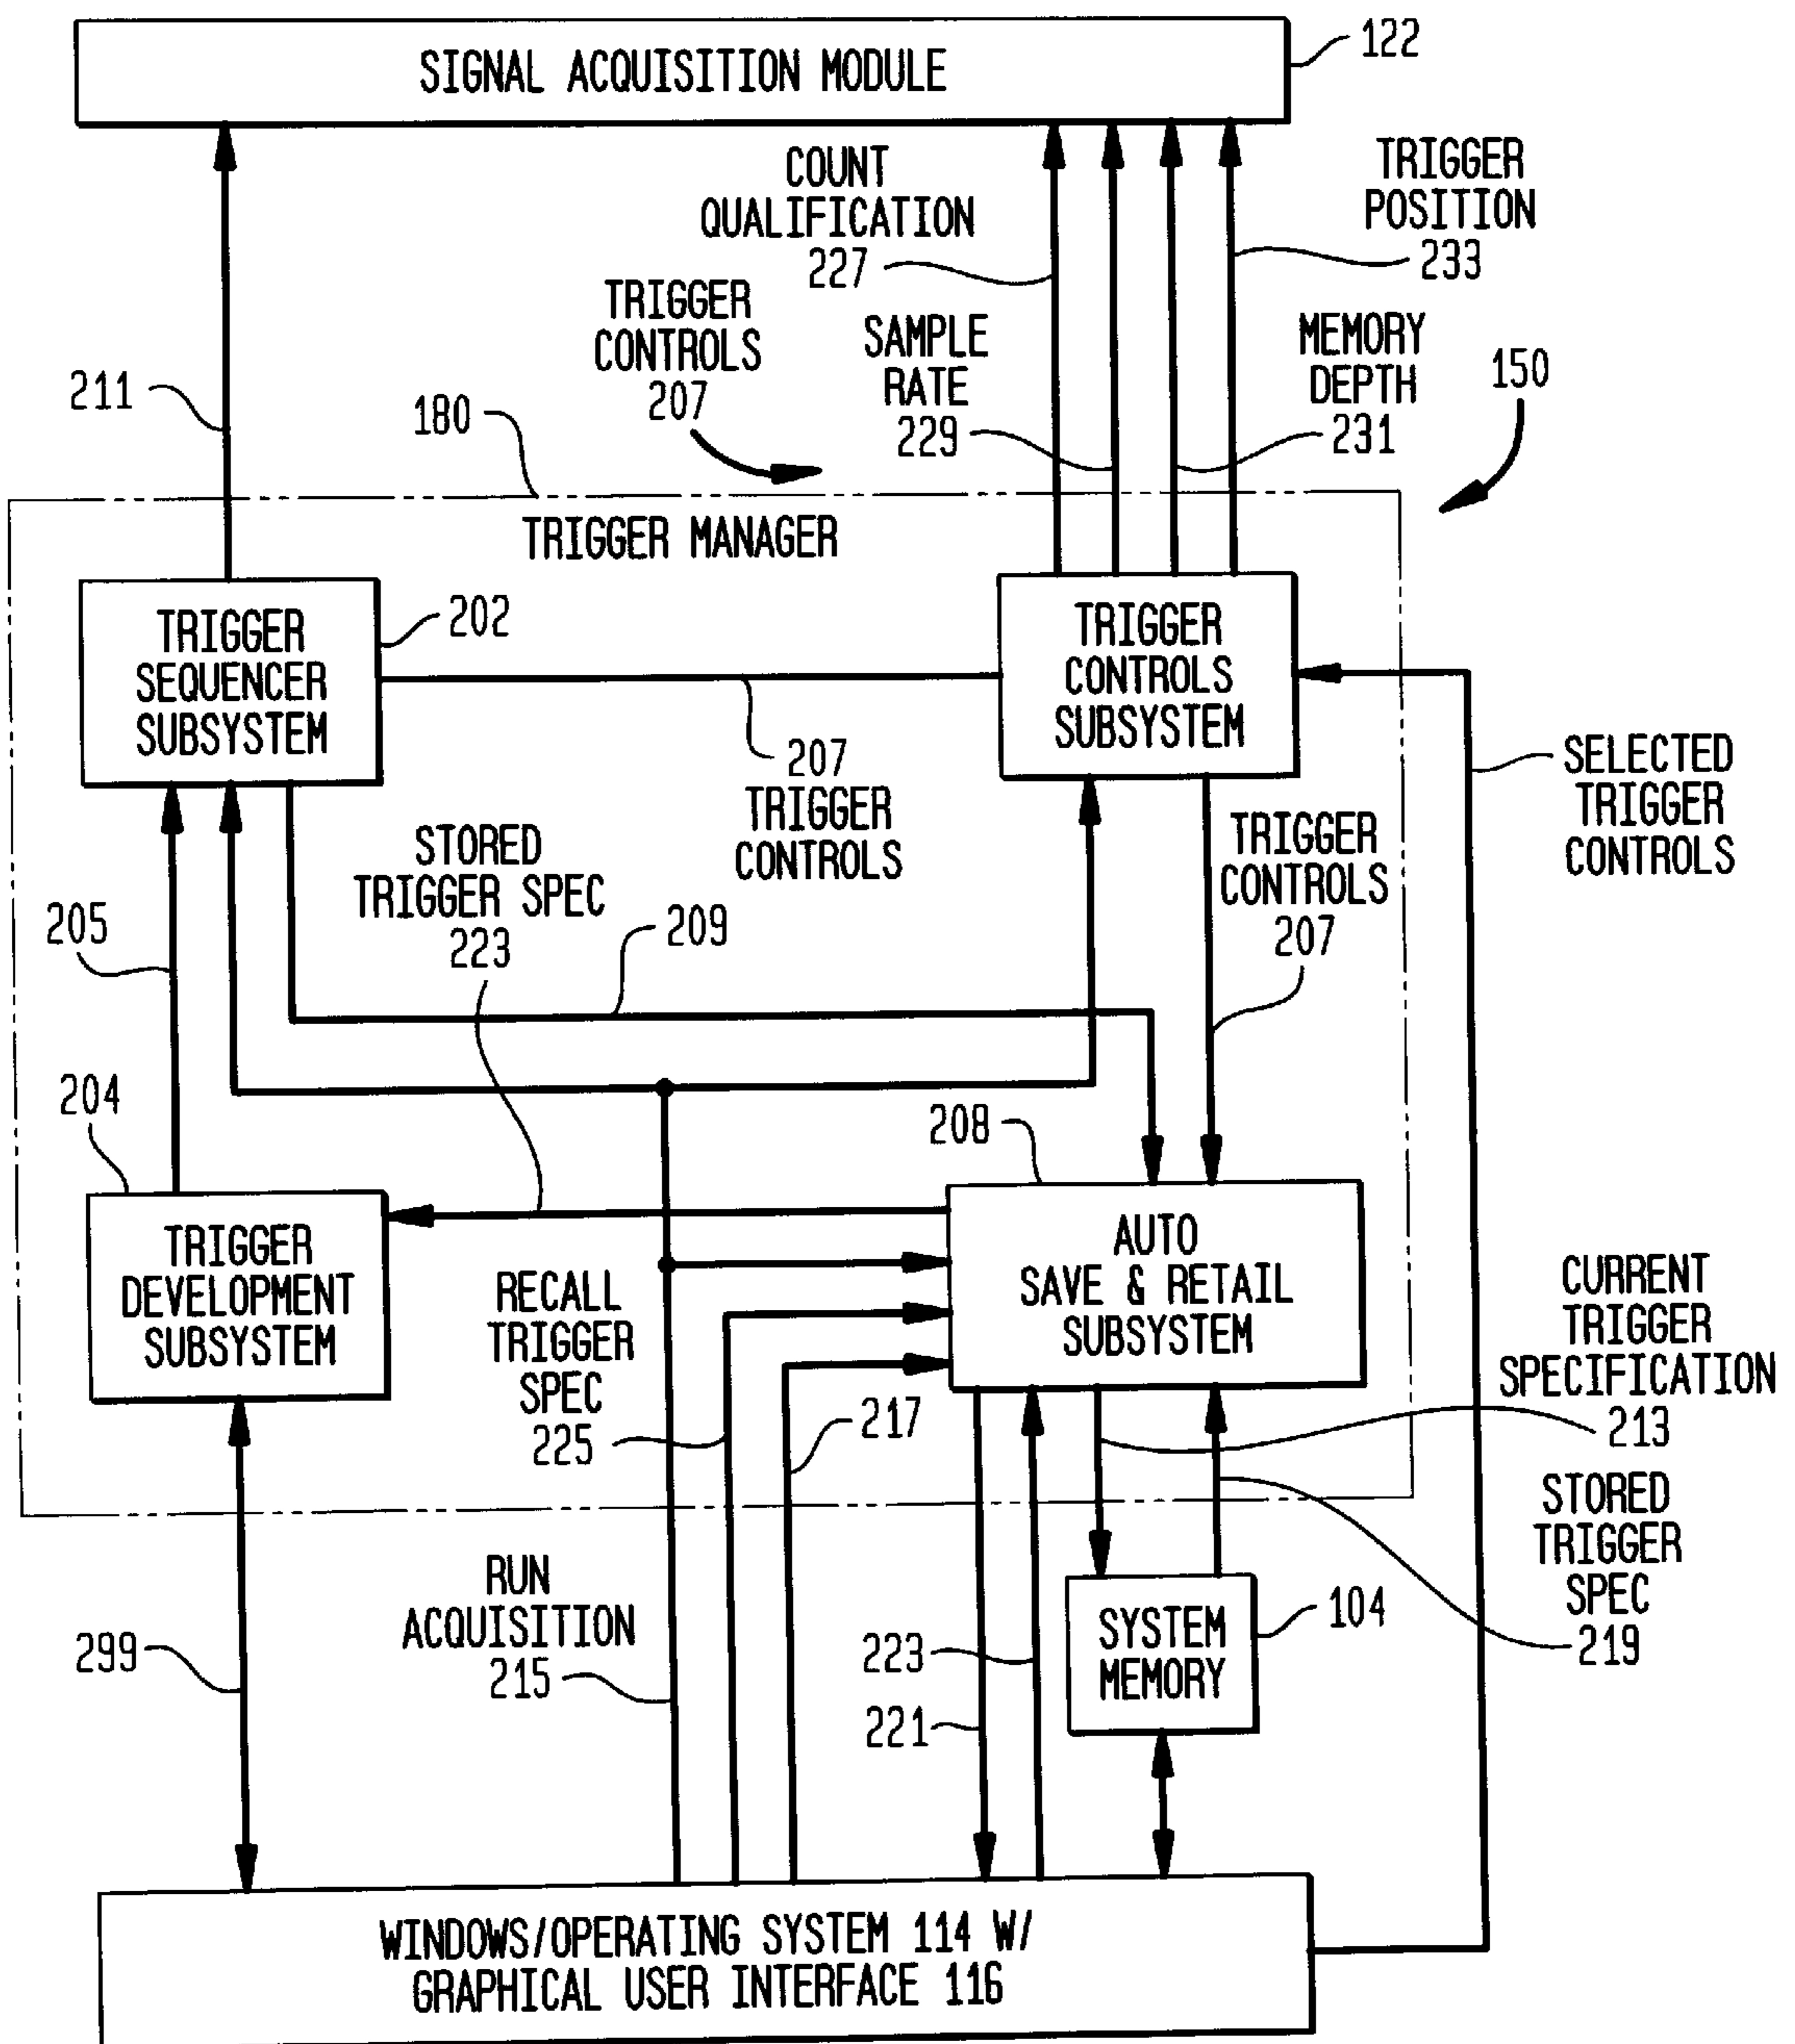 SIGNAL ACQUISITION MODULE
122
COUNT
QUALIFICATION
227
TRIGGER
POSITION
233
TRIGGER
CONTROLS
207
SAMPLE
RATE
229
MEMORY
DEPTH
231
150
211
180
TRIGGER MANAGER
TRIGGER
SEQUENCER
SUBSYSTEM
202
TRIGGER
CONTROLS
SUBSYSTEM
207
TRIGGER
CONTROLS
SELECTED
TRIGGER
CONTROLS
STORED
TRIGGER SPEC
223
TRIGGER
CONTROLS
207
205
209
204
208
TRIGGER
DEVELOPMENT
SUBSYSTEM
AUTO
SAVE & RETAIL
SUBSYSTEM
RECALL
TRIGGER
SPEC
225
217
CURRENT
TRIGGER
SPECIFICATION
213
STORED
TRIGGER
SPEC
219
RUN
ACQUISITION
215
299
223
221
SYSTEM
MEMORY
104
WINDOWS/OPERATING SYSTEM 114 W/
GRAPHICAL USER INTERFACE 116